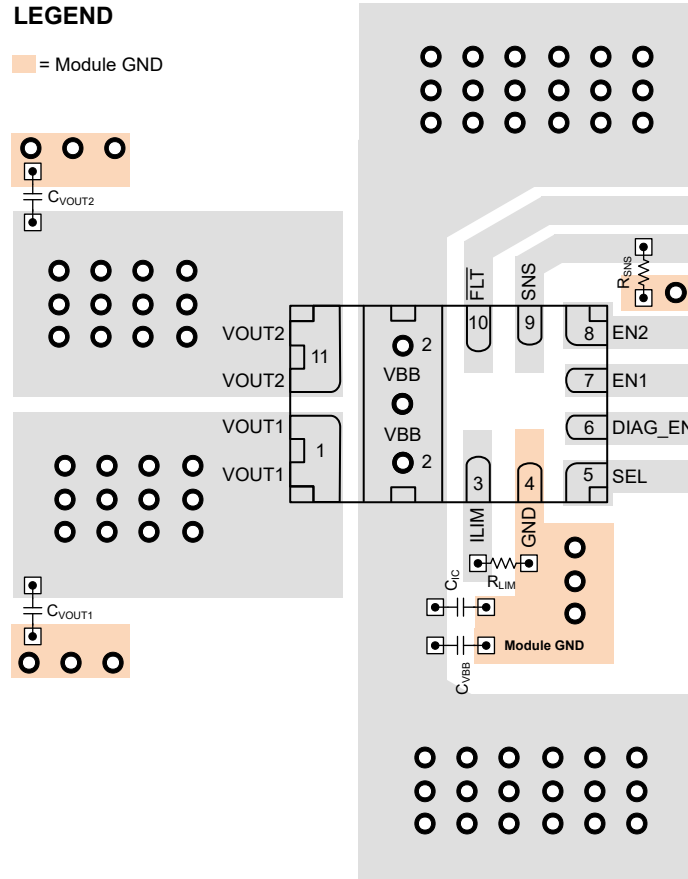 LEGEND
= Module GND
CVOUT2
RSNS
FLT
SNS
10
9
VOUT2
11
2
8
EN2
VBB
VOUT2
7
EN1
VOUT1
VBB
6
DIAG_EN
1
2
VOUT1
3
4
5
SEL
ILIM
GND
RLIM
CIC
CVOUT1
Module GND
CVBB